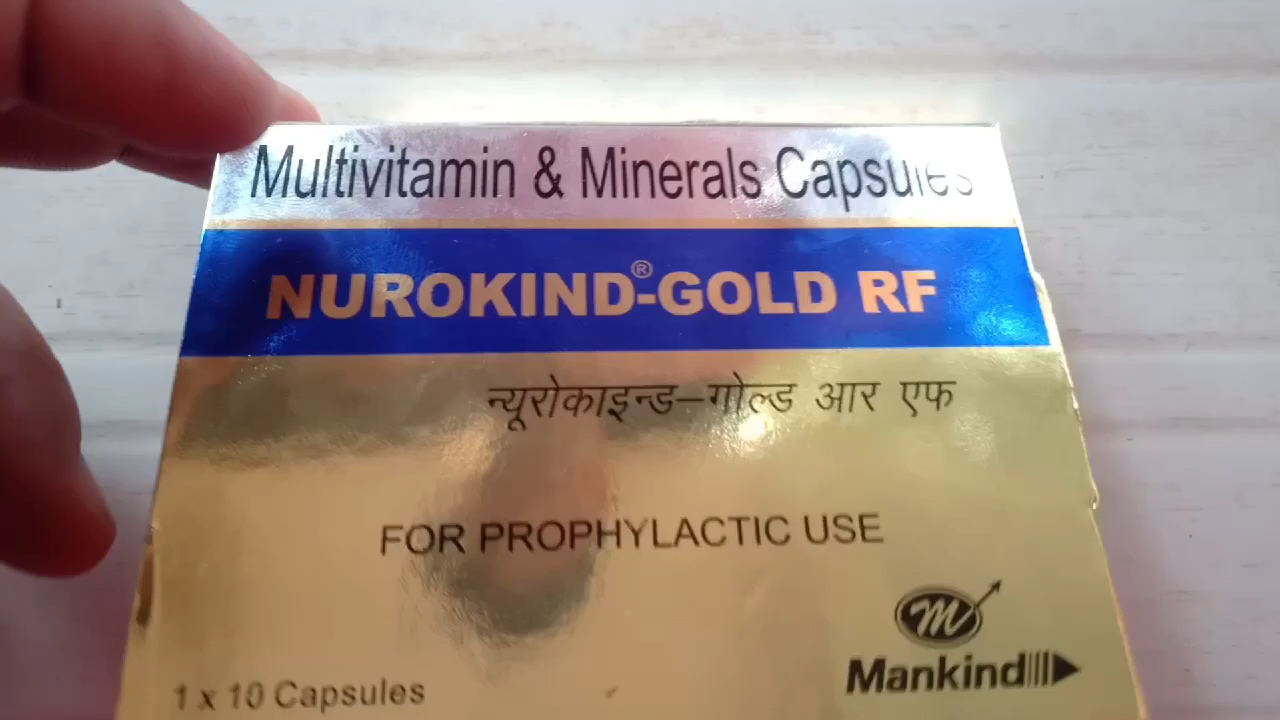 Multivitamin & Minerals Capsules
NUROKIND®-GOLD RF
न्यूरोकाइन्ड–गोल्ड आर एफ
FOR PROPHYLACTIC USE
m
Mankind
1 x 10 Capsules